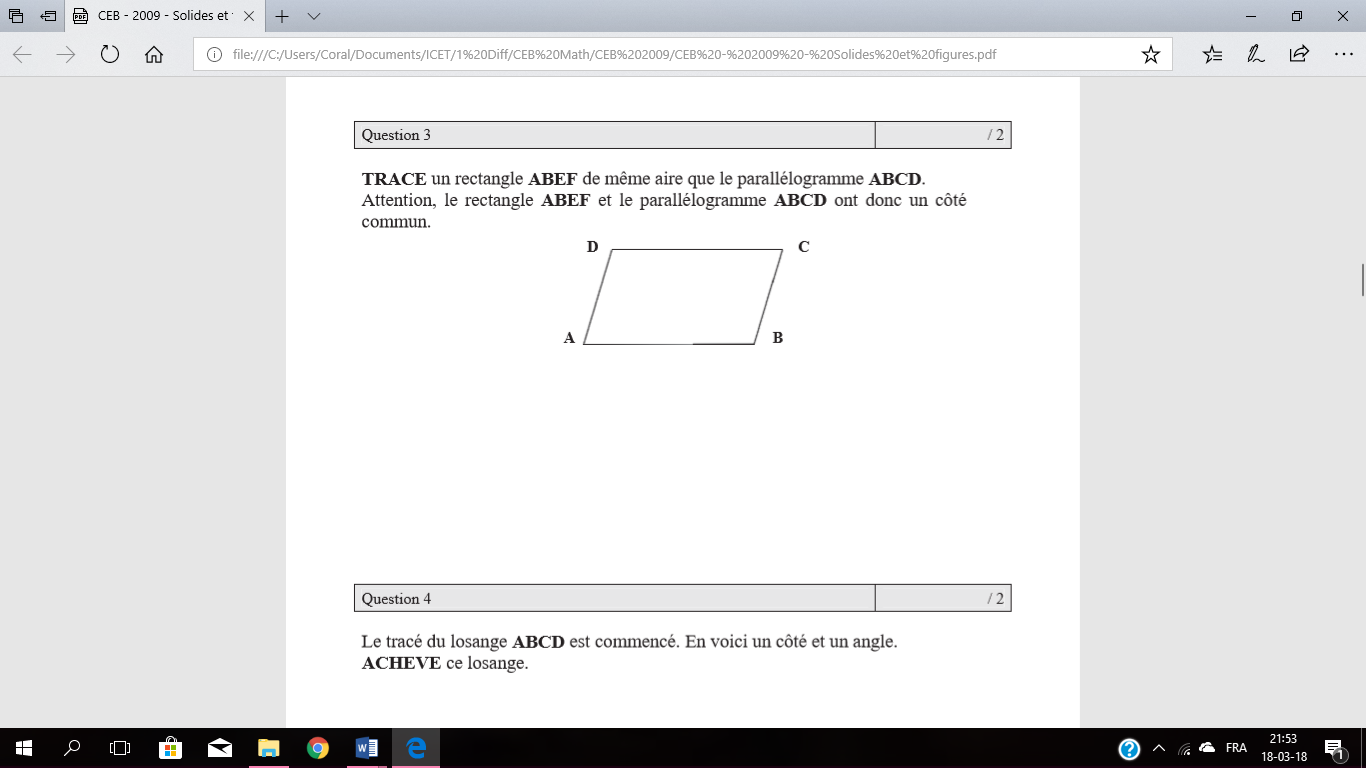 CEB - 2009 - Solides et
file:///C:/Users/Coral/Documents/ICET/1%20Diff/CEB%20Math/CEB%202009/CEB%20-%202009%20-%20Solides%20et%20figures.pdf
Question 3 / 2
TRACE un rectangle ABEF de même aire que le parallélogramme ABCD.
Attention, le rectangle ABEF et le parallélogramme ABCD ont donc un côté
commun.
D C
A B
Question 4 / 2
Le tracé du losange ABCD est commencé. En voici un côté et un angle.
ACHEVE ce losange.
FRA
21:53
18-03-18
1